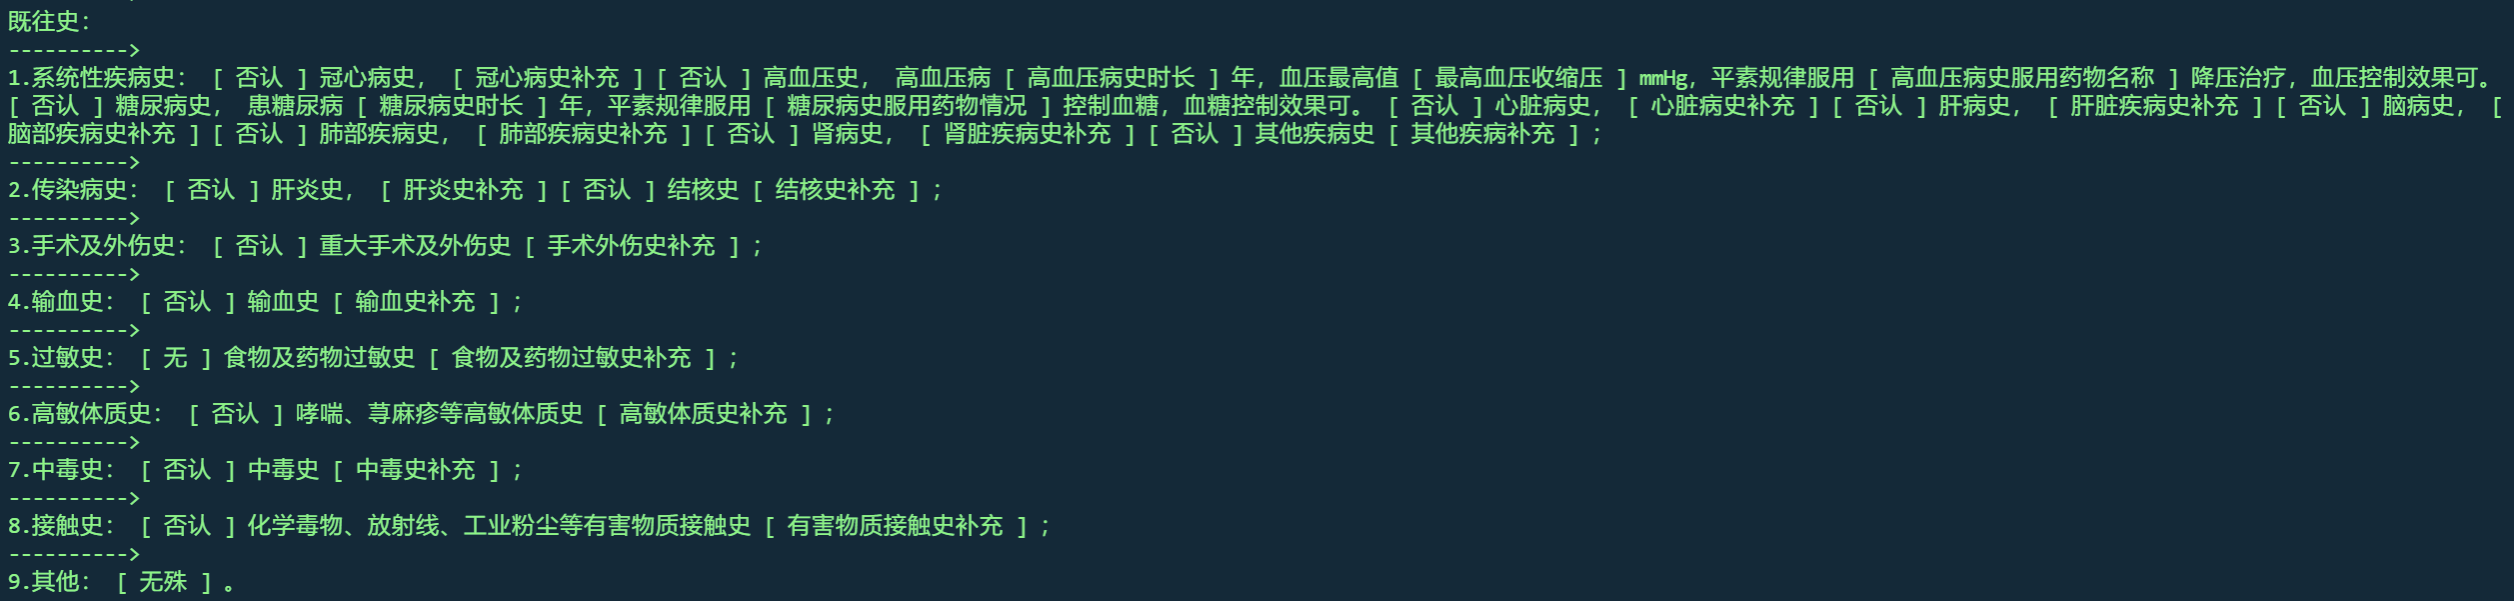 既往史：
---------->
1.系统性疾病史： [ 否认 ] 冠心病史， [ 冠心病史补充 ] [ 否认 ] 高血压史， 高血压病 [ 高血压病史时长 ] 年，血压最高值 [ 最高血压收缩压 ] mmHg，平素规律服用 [ 高血压病史服用药物名称 ] 降压治疗，血压控制效果可。
[ 否认 ] 糖尿病史， 患糖尿病 [ 糖尿病史时长 ] 年，平素规律服用 [ 糖尿病史服用药物情况 ] 控制血糖，血糖控制效果可。 [ 否认 ] 心脏病史， [ 心脏病史补充 ] [ 否认 ] 肝病史， [ 肝脏疾病史补充 ] [ 否认 ] 脑病史， [
脑部疾病史补充 ] [ 否认 ] 肺部疾病史， [ 肺部疾病史补充 ] [ 否认 ] 肾病史， [ 肾脏疾病史补充 ] [ 否认 ] 其他疾病史 [ 其他疾病补充 ] ；
---------->
2.传染病史： [ 否认 ] 肝炎史， [ 肝炎史补充 ] [ 否认 ] 结核史 [ 结核史补充 ] ；
---------->
3.手术及外伤史： [ 否认 ] 重大手术及外伤史 [ 手术外伤史补充 ] ；
---------->
4.输血史： [ 否认 ] 输血史 [ 输血史补充 ] ；
---------->
5.过敏史： [ 无 ] 食物及药物过敏史 [ 食物及药物过敏史补充 ] ；
---------->
6.高敏体质史： [ 否认 ] 哮喘、荨麻疹等高敏体质史 [ 高敏体质史补充 ] ；
---------->
7.中毒史： [ 否认 ] 中毒史 [ 中毒史补充 ] ；
---------->
8.接触史： [ 否认 ] 化学毒物、放射线、工业粉尘等有害物质接触史 [ 有害物质接触史补充 ] ；
---------->
9.其他： [ 无殊 ] 。